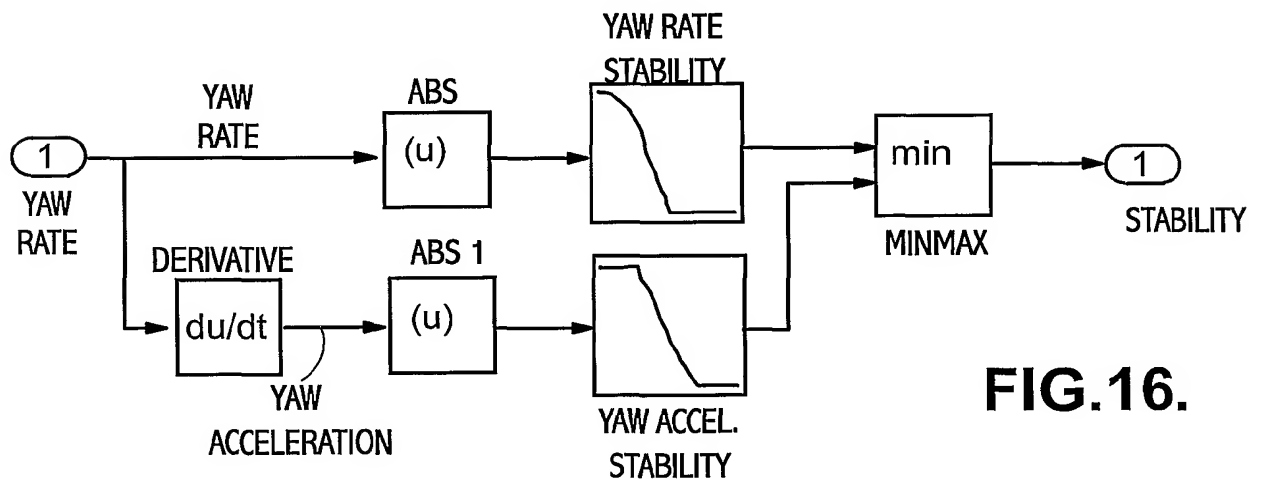 YAW RATE
STABILITY
YAW
RATE
ABS
1
(u)
min
1
YAW
RATE
MINMAX
STABILITY
DERIVATIVE
ABS 1
du/dt
(u)
YAW
ACCELERATION
YAW ACCEL.
STABILITY
FIG.16.